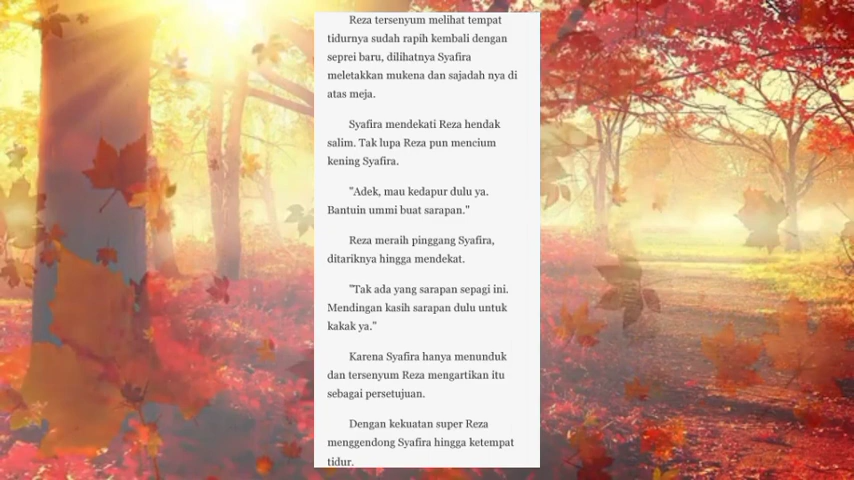 Reza tersenyum melihat tempat
tidurnya sudah rapih kembali dengan
seprei baru, dilihatnya Syafira
meletakkan mukena dan sajadah nya di
atas meja.
Syafira mendekati Reza hendak
salim. Tak lupa Reza pun mencium
kening Syafira.
"Adek, mau kedapur dulu ya.
Bantuin ummi buat sarapan."
Reza meraih pinggang Syafira,
ditariknya hingga mendekat.
"Tak ada yang sarapan sepagi ini.
Mendingan kasih sarapan dulu untuk
kakak ya."
Karena Syafira hanya menunduk
dan tersenyum Reza mengartikan itu
sebagai persetujuan.
Dengan kekuatan super Reza
menggendong Syafira hingga ketempat
tidur.